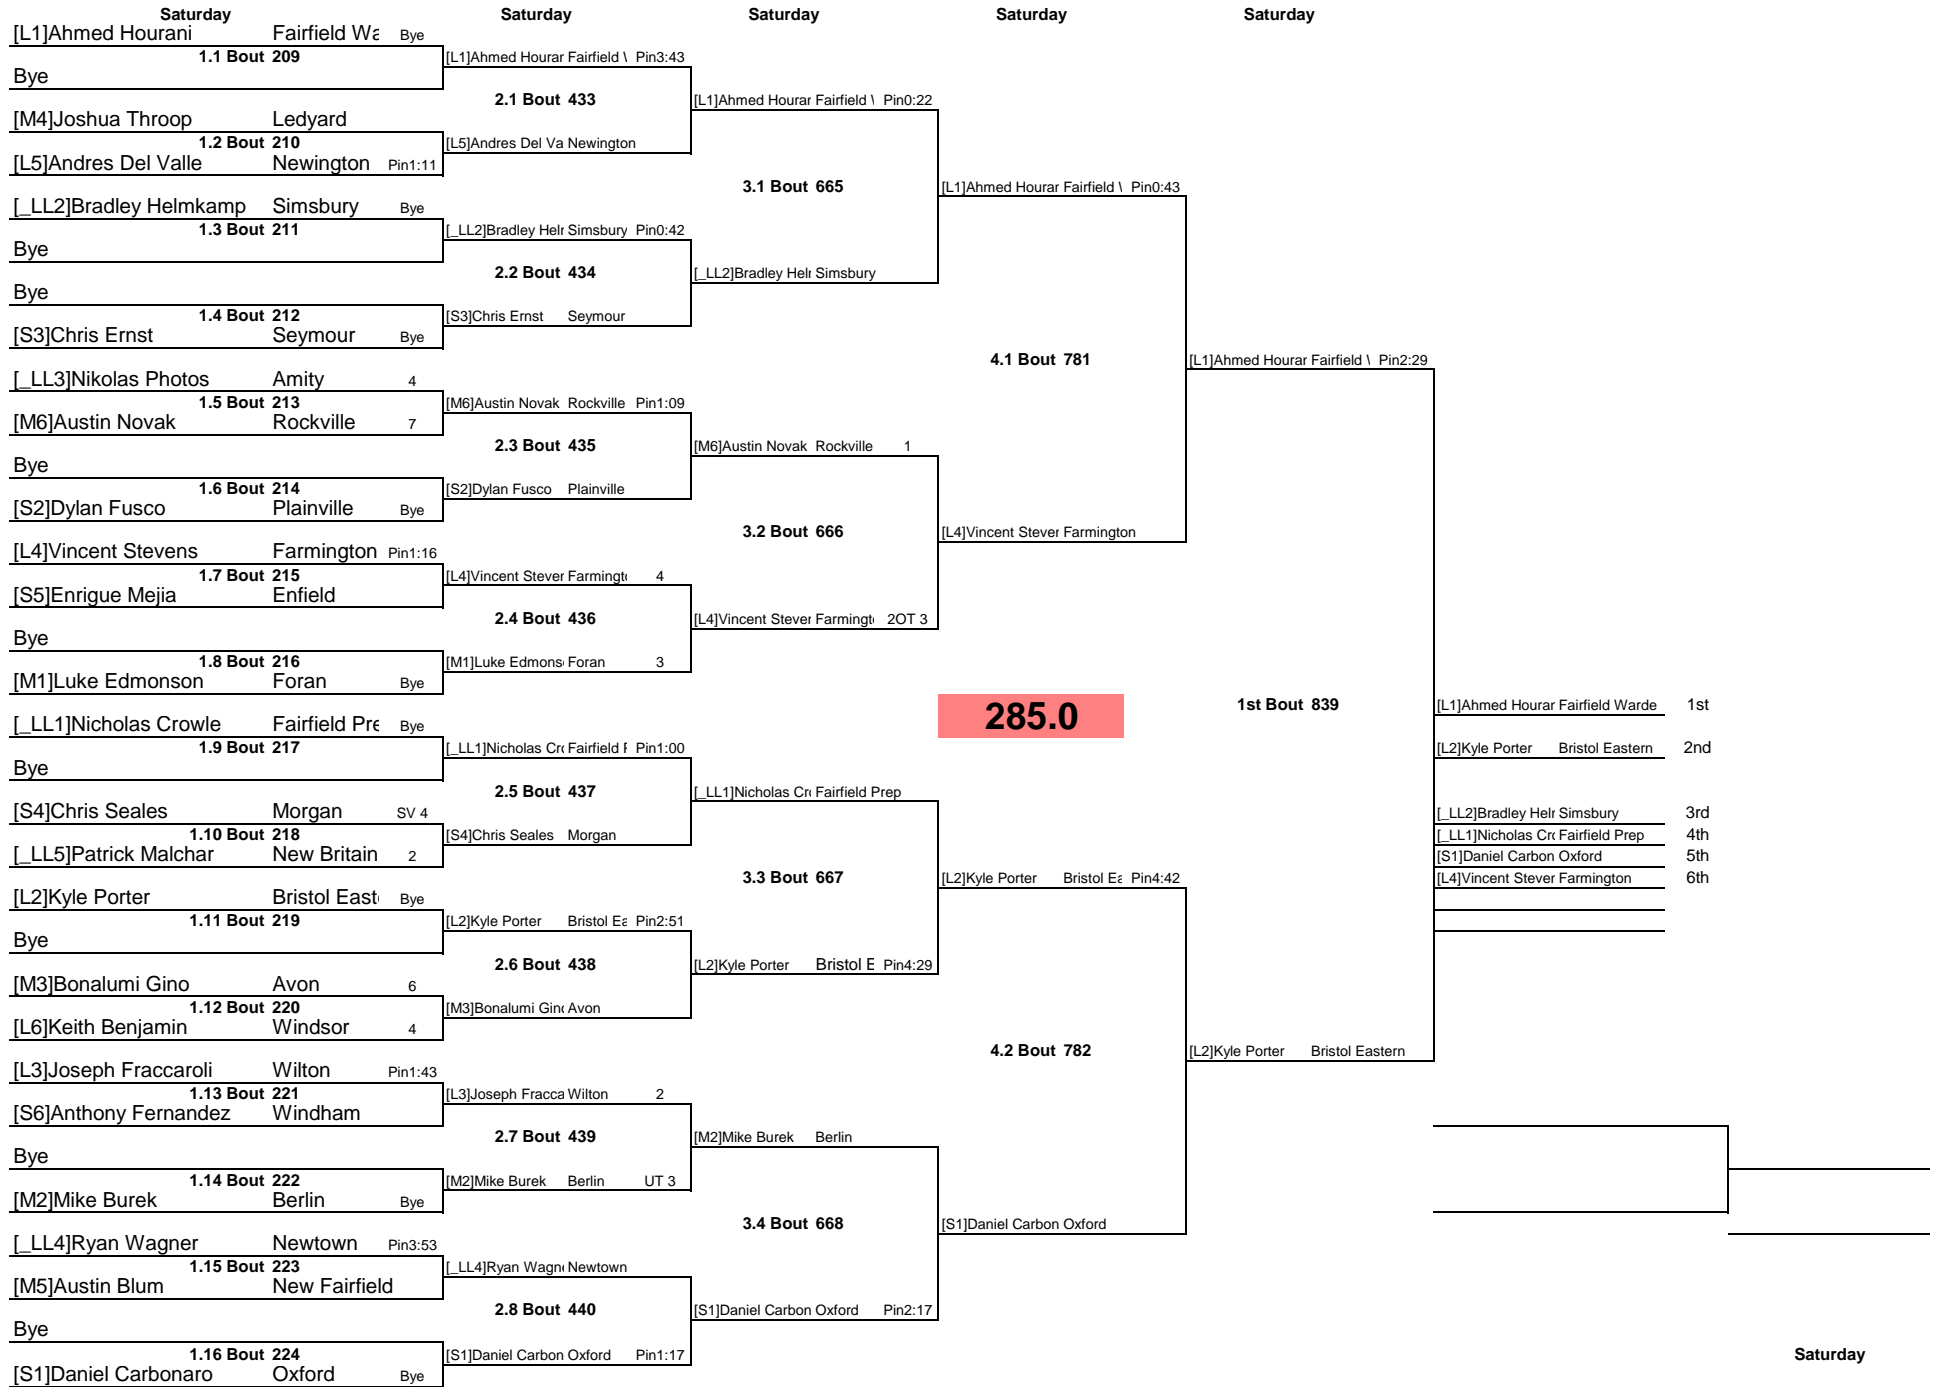 Saturday Saturday Saturday Saturday Saturday
[L1]Ahmed Hourani Fairfield Wa Bye
1.1 Bout 209
Bye
[M4]Joshua Throop Ledyard
1.2 Bout 210
[L5]Andres Del Valle Newington Pin1:11
[_LL2]Bradley Helmkamp Simsbury Bye
1.3 Bout 211
Bye
Bye
1.4 Bout 212
[S3]Chris Ernst Seymour Bye
[_LL3]Nikolas Photos Amity 4
1.5 Bout 213
[M6]Austin Novak Rockville 7
Bye
1.6 Bout 214
[S2]Dylan Fusco Plainville Bye
[L4]Vincent Stevens Farmington Pin1:16
1.7 Bout 215
[S5]Enrigue Mejia Enfield
Bye
1.8 Bout 216
[M1]Luke Edmonson Foran Bye
[_LL1]Nicholas Crowle Fairfield Pre Bye
1.9 Bout 217
Bye
[S4]Chris Seales Morgan SV 4
1.10 Bout 218
[_LL5]Patrick Malchar New Britain 2
[L2]Kyle Porter Bristol East Bye
1.11 Bout 219
Bye
[M3]Bonalumi Gino Avon 6
1.12 Bout 220
[L6]Keith Benjamin Windsor 4
[L3]Joseph Fraccaroli Wilton Pin1:43
1.13 Bout 221
[S6]Anthony Fernandez Windham
Bye
1.14 Bout 222
[M2]Mike Burek Berlin Bye
[_LL4]Ryan Wagner Newtown Pin3:53
1.15 Bout 223
[M5]Austin Blum New Fairfield
Bye
1.16 Bout 224
[S1]Daniel Carbonaro Oxford Bye
[L1]Ahmed Hourar Fairfield \ Pin3:43
2.1 Bout 433
[L5]Andres Del Va Newington
[_LL2]Bradley Helr Simsbury Pin0:42
2.2 Bout 434
[S3]Chris Ernst Seymour
[M6]Austin Novak Rockville Pin1:09
2.3 Bout 435
[S2]Dylan Fusco Plainville
[L4]Vincent Stever Farmingt 4
2.4 Bout 436
[M1]Luke Edmons Foran 3
[_LL1]Nicholas Cr Fairfield F Pin1:00
2.5 Bout 437
[S4]Chris Seales Morgan
[L2]Kyle Porter Bristol Ea Pin2:51
2.6 Bout 438
[M3]Bonalumi Gin Avon
[L3]Joseph Fracca Wilton 2
2.7 Bout 439
[M2]Mike Burek Berlin UT 3
[_LL4]Ryan Wagn Newtown
2.8 Bout 440
[S1]Daniel Carbon Oxford Pin1:17
[L1]Ahmed Hourar Fairfield \ Pin0:22
3.1 Bout 665
[_LL2]Bradley Helr Simsbury
[M6]Austin Novak Rockville 1
3.2 Bout 666
[L4]Vincent Stever Farmingt 2OT 3
[_LL1]Nicholas Cr Fairfield Prep
3.3 Bout 667
[L2]Kyle Porter Bristol E Pin4:29
[M2]Mike Burek Berlin
3.4 Bout 668
[S1]Daniel Carbon Oxford Pin2:17
[L1]Ahmed Hourar Fairfield \ Pin0:43
4.1 Bout 781
[L4]Vincent Stever Farmington
285.0
[L2]Kyle Porter Bristol Ea Pin4:42
4.2 Bout 782
[S1]Daniel Carbon Oxford
[L1]Ahmed Hourar Fairfield \ Pin2:29
1st Bout 839
[L2]Kyle Porter Bristol Eastern
[L1]Ahmed Hourar Fairfield Warde 1st
[L2]Kyle Porter Bristol Eastern 2nd
[_LL2]Bradley Helr Simsbury 3rd
[_LL1]Nicholas Cr Fairfield Prep 4th
[S1]Daniel Carbon Oxford 5th
[L4]Vincent Stever Farmington 6th
Saturday